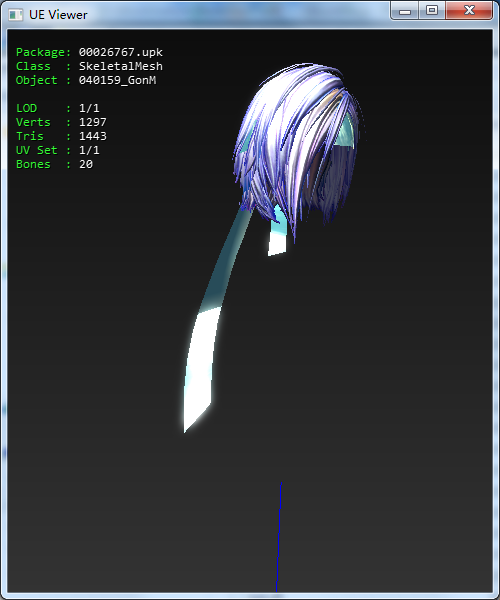 UE Viewer
Package: 00026767.upk
Class : SkeletalMesh
Object : 040159_GonM
LOD : 1/1
Verts : 1297
Tris : 1443
UV Set : 1/1
Bones : 20